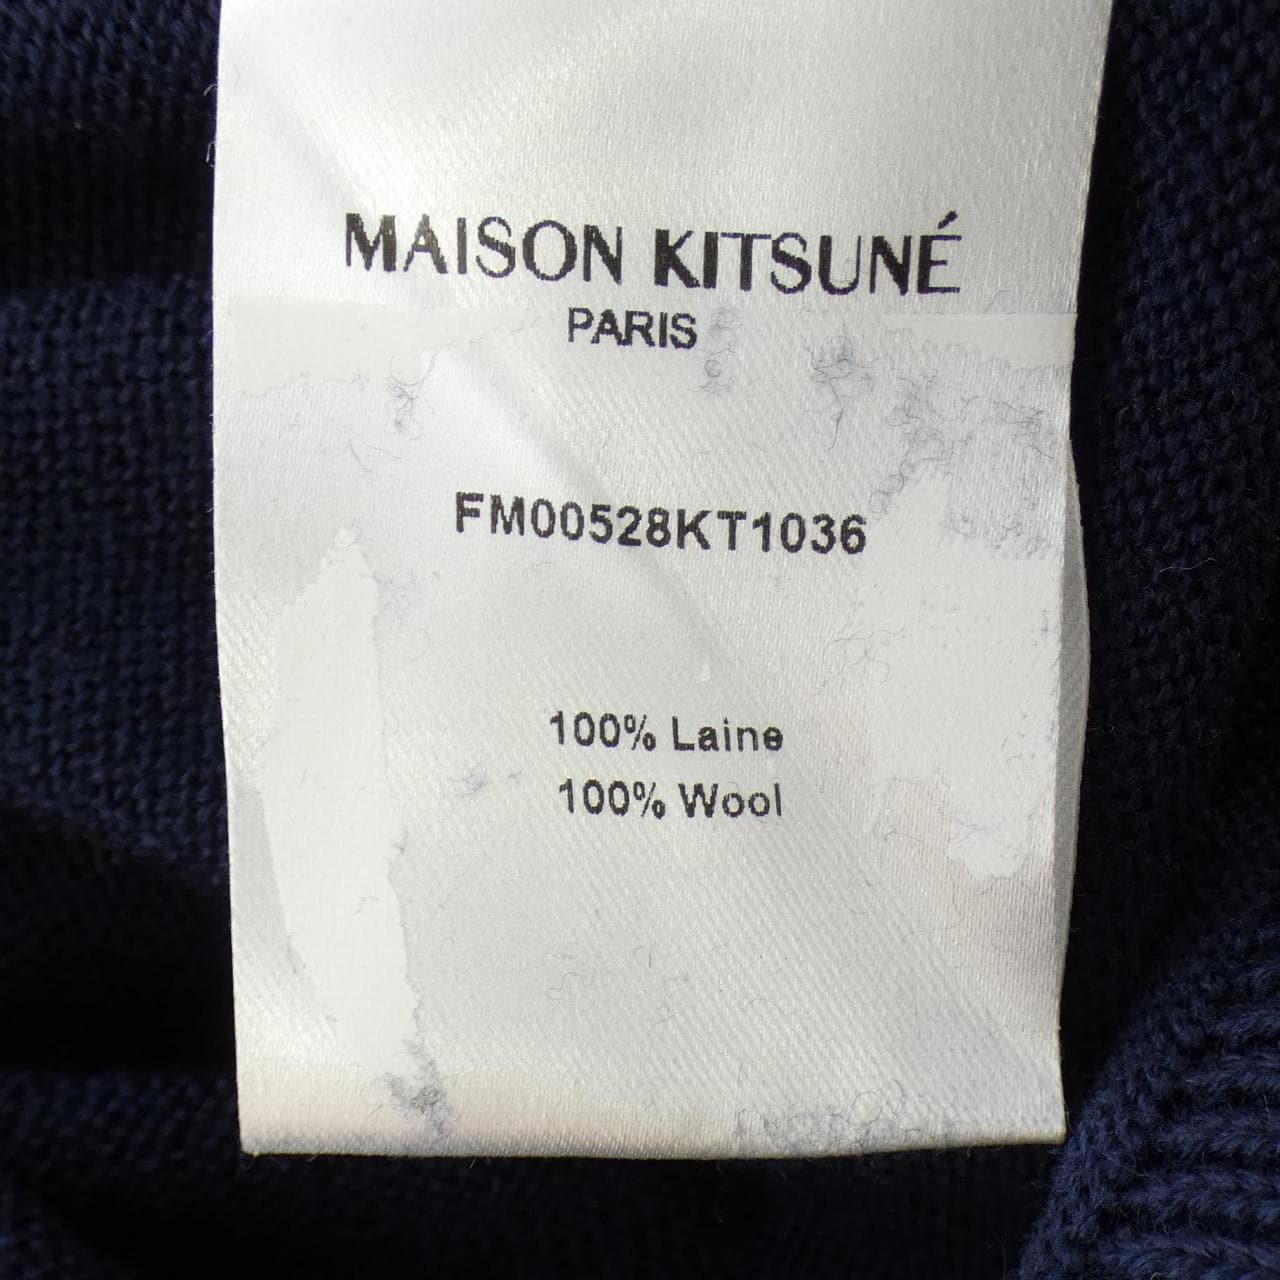 MAISON KITSUNÉ
PARIS
FM00528KT1036
100% Laine
100% Wool